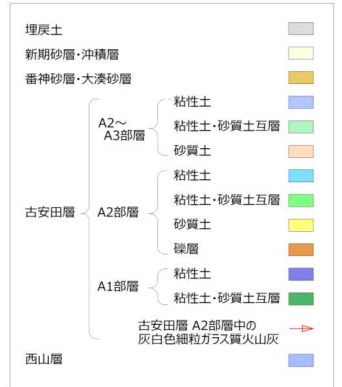 埋戻土
新期砂層・沖積層
番神砂層・大湊砂層
古安田層
A2～
A3部層
粘性土
粘性土・砂質土互層
砂質土
A2部層
粘性土
粘性土・砂質土互層
砂質土
礫層
A1部層
粘性土
粘性土・砂質土互層
古安田層 A2部層中の
灰白色細粒ガラス質火山灰
西山層